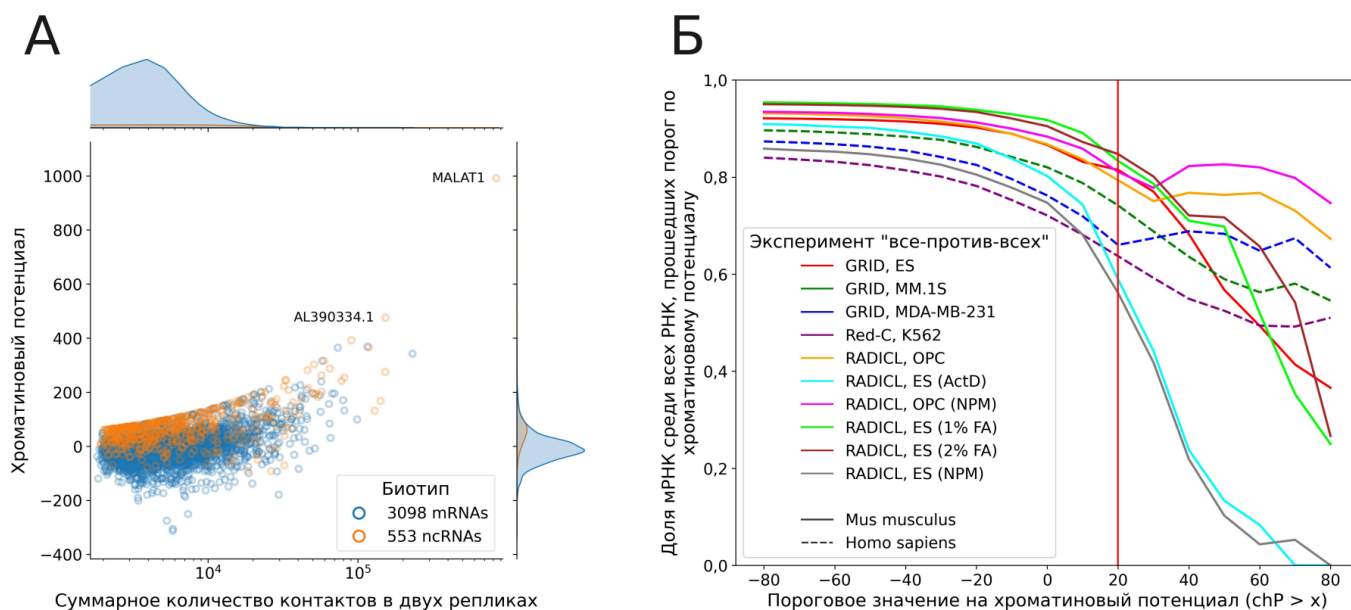 А
Хроматиновый потенциал
1000
800
600
400
200
0
−200
−400
MALAT1
AL390334.1
Биотип
3098 mRNAs
553 ncRNAs
10⁴
10⁵
Суммарное количество контактов в двух репликах
Б
Доля мРНК среди всех РНК, прошедших порог по
хроматиновому потенциалу
1,0
0,8
0,6
0,4
0,2
0,0
Эксперимент "все-против-всех"
GRID, ES
GRID, MM.1S
GRID, MDA-MB-231
Red-C, K562
RADICL, OPC
RADICL, ES (ActD)
RADICL, OPC (NPM)
RADICL, ES (1% FA)
RADICL, ES (2% FA)
RADICL, ES (NPM)
Mus musculus
Homo sapiens
−80 −60 −40 −20 0 20 40 60 80
Пороговое значение на хроматиновый потенциал (chP > x)